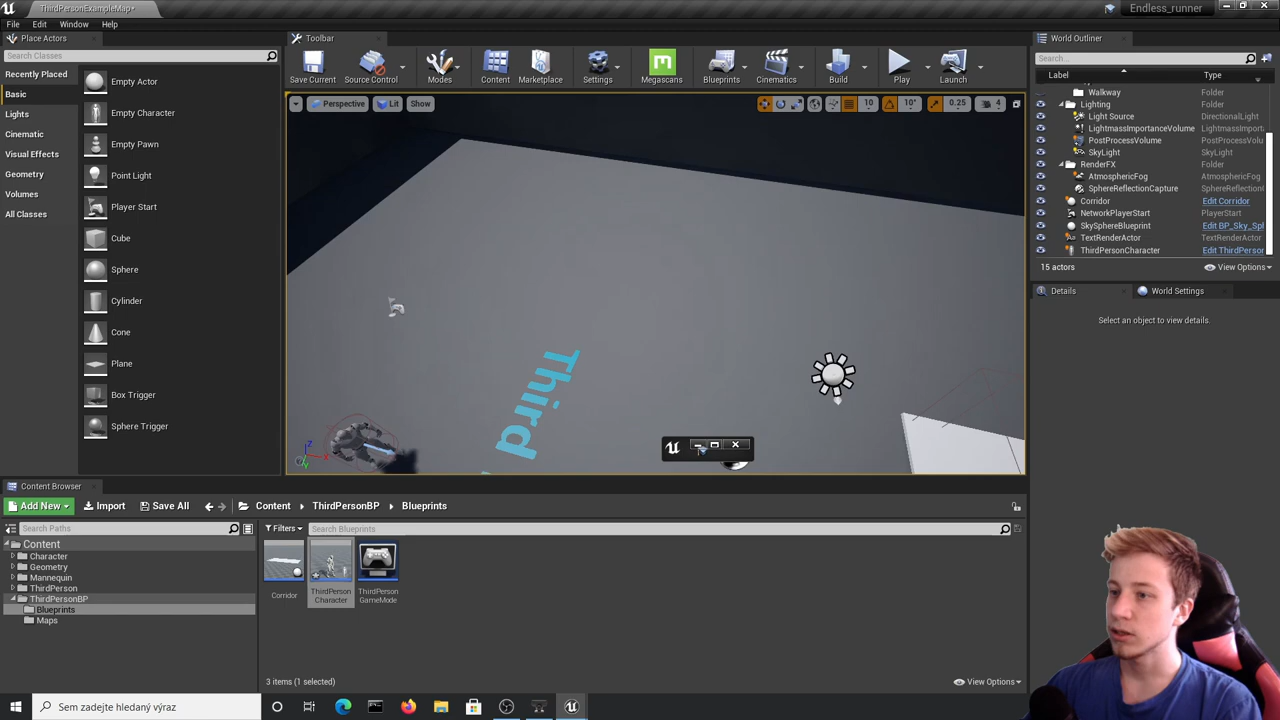 ThirdPersonExampleMap*
Endless_runner
File
Edit
Window
Help
Place Actors
Search Classes
Recently Placed
Basic
Lights
Cinematic
Visual Effects
Geometry
Volumes
All Classes
Empty Actor
Empty Character
Empty Pawn
Point Light
Player Start
Cube
Sphere
Cylinder
Cone
Plane
Box Trigger
Sphere Trigger
Toolbar
Save Current
Source Control
Modes
Content
Marketplace
Settings
Megascans
Blueprints
Cinematics
Build
Play
Launch
Perspective
Lit
Show
10
10°
0.25
4
Third
X
Y
Z
World Outliner
Search...
Label
Type
Walkway
Folder
Lighting
Folder
Light Source
DirectionalLight
LightmassImportanceVolume
LightmassImport
PostProcessVolume
PostProcessVolu
SkyLight
SkyLight
RenderFX
Folder
AtmosphericFog
AtmosphericFog
SphereReflectionCapture
SphereReflection
Corridor
Edit Corridor
NetworkPlayerStart
PlayerStart
SkySphereBlueprint
Edit BP_Sky_Sp
TextRenderActor
TextRenderActor
ThirdPersonCharacter
Edit ThirdPerson
15 actors
View Options
Details
World Settings
Select an object to view details.
Content Browser
Add New
Import
Save All
Content
ThirdPersonBP
Blueprints
Search Paths
Filters
Search Blueprints
Content
Character
Geometry
Mannequin
ThirdPerson
ThirdPersonBP
Blueprints
Maps
Corridor
ThirdPerson
Character
ThirdPerson
GameMode
3 items (1 selected)
View Options
Sem zadejte hledaný výraz